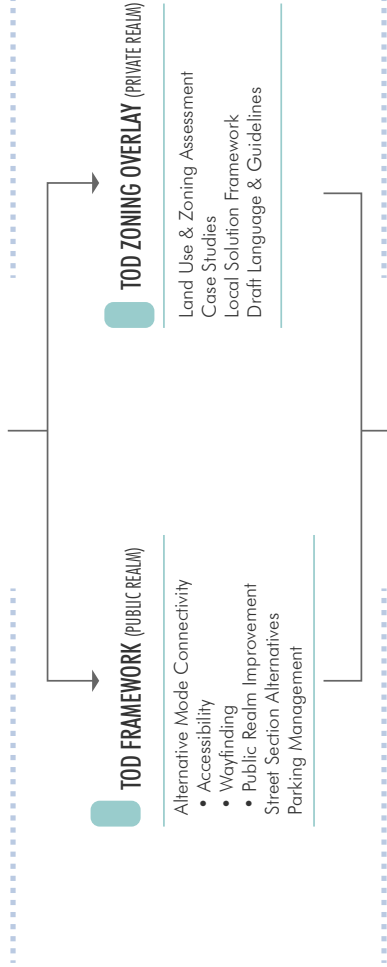 TOD FRAMEWORK (PUBLIC REALM)
Alternative Mode Connectivity
• Accessibility
• Wayfinding
• Public Realm Improvement
Street Section Alternatives
Parking Management
TOD ZONING OVERLAY (PRIVATE REALM)
Land Use & Zoning Assessment
Case Studies
Local Solution Framework
Draft Language & Guidelines